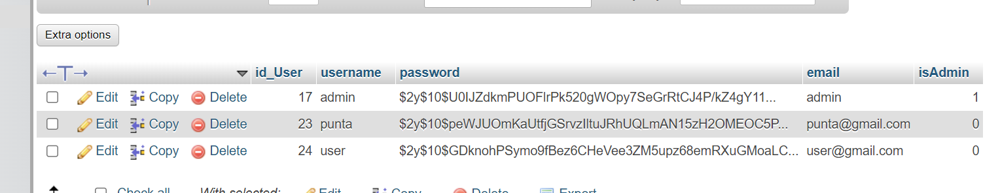 Extra options
id_User username password email isAdmin
Edit Copy Delete 17 admin $2y$10$U0IJZdkmPUOFlrPk520gWOpy7SeGrRtCJ4P/kZ4gY11... admin 1
Edit Copy Delete 23 punta $2y$10$peWJUOmKaUtfjGSrvzIltuJRhUQLmAN15zH2OMEOC5P... punta@gmail.com 0
Edit Copy Delete 24 user $2y$10$GDknohPSymo9fBez6CHeVee3ZM5upz68emRXuGMoaLC... user@gmail.com 0
Check all With selected: Edit Copy Delete Export